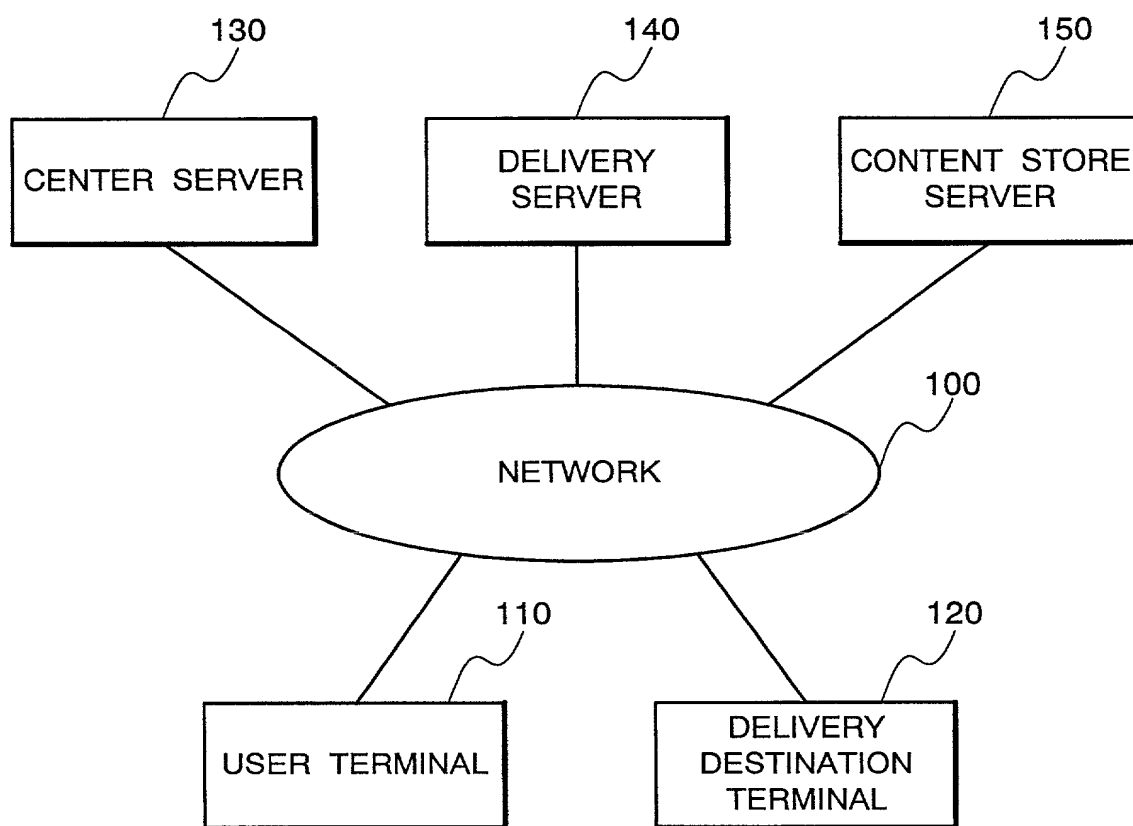 130
140
150
CENTER SERVER
DELIVERY
SERVER
CONTENT STORE
SERVER
100
NETWORK
110
120
USER TERMINAL
DELIVERY
DESTINATION
TERMINAL